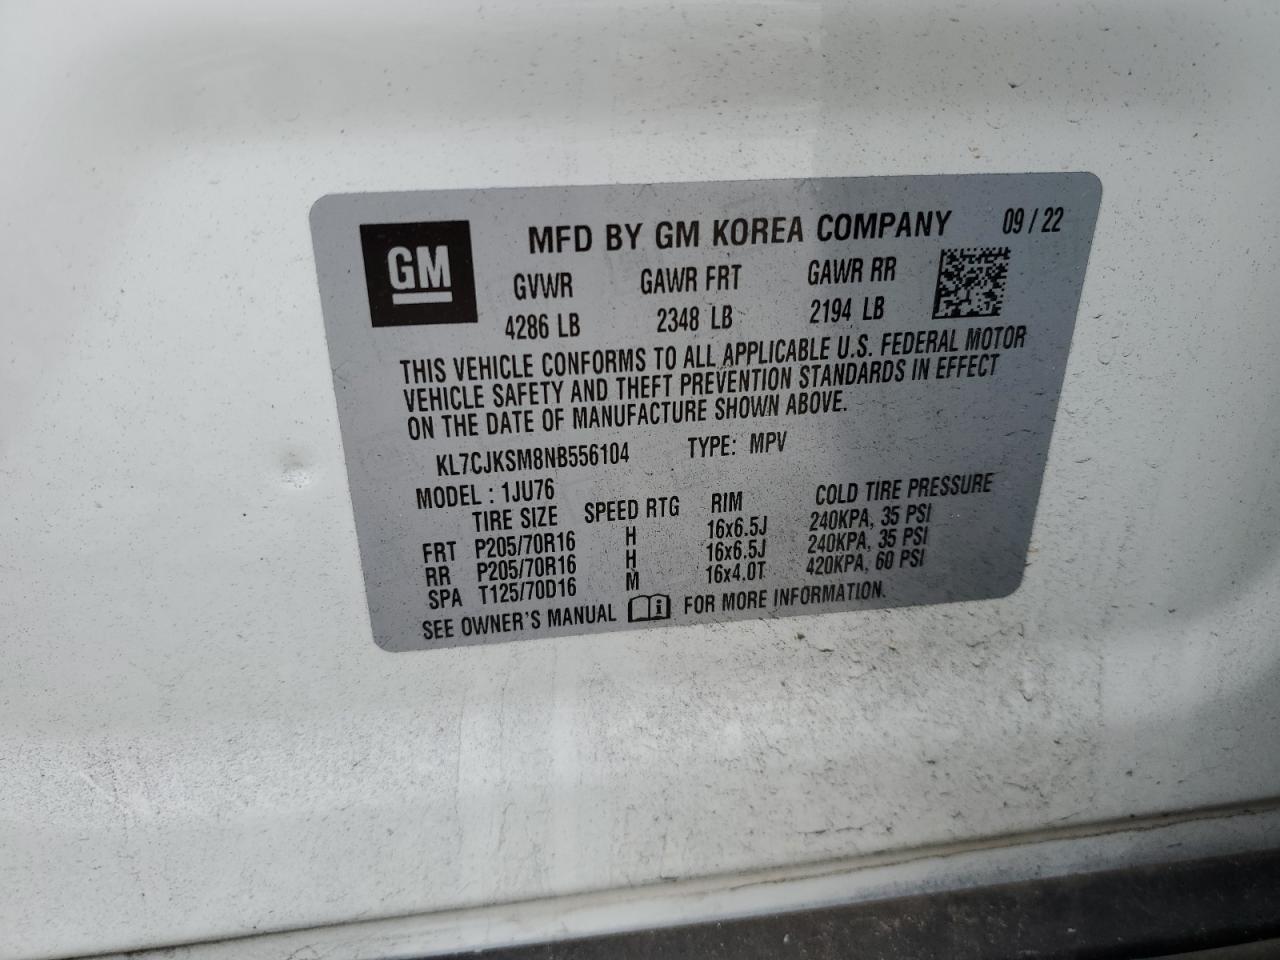 GM
MFD BY GM KOREA COMPANY 09 / 22
GVWR GAWR FRT GAWR RR
4286 LB 2348 LB 2194 LB
THIS VEHICLE CONFORMS TO ALL APPLICABLE U.S. FEDERAL MOTOR
VEHICLE SAFETY AND THEFT PREVENTION STANDARDS IN EFFECT
ON THE DATE OF MANUFACTURE SHOWN ABOVE.
KL7CJKSM8NB556104 TYPE: MPV
MODEL : 1JU76
TIRE SIZE SPEED RTG RIM COLD TIRE PRESSURE
FRT P205/70R16 H 16x6.5J 240KPA, 35 PSI
RR P205/70R16 H 16x6.5J 240KPA, 35 PSI
SPA T125/70D16 M 16x4.0T 420KPA, 60 PSI
SEE OWNER'S MANUAL i FOR MORE INFORMATION.